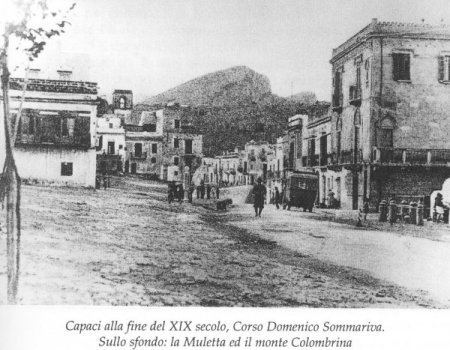 Capaci alla fine del XIX secolo, Corso Domenico Sommariva.
Sullo sfondo: la Muletta ed il monte Colombrina